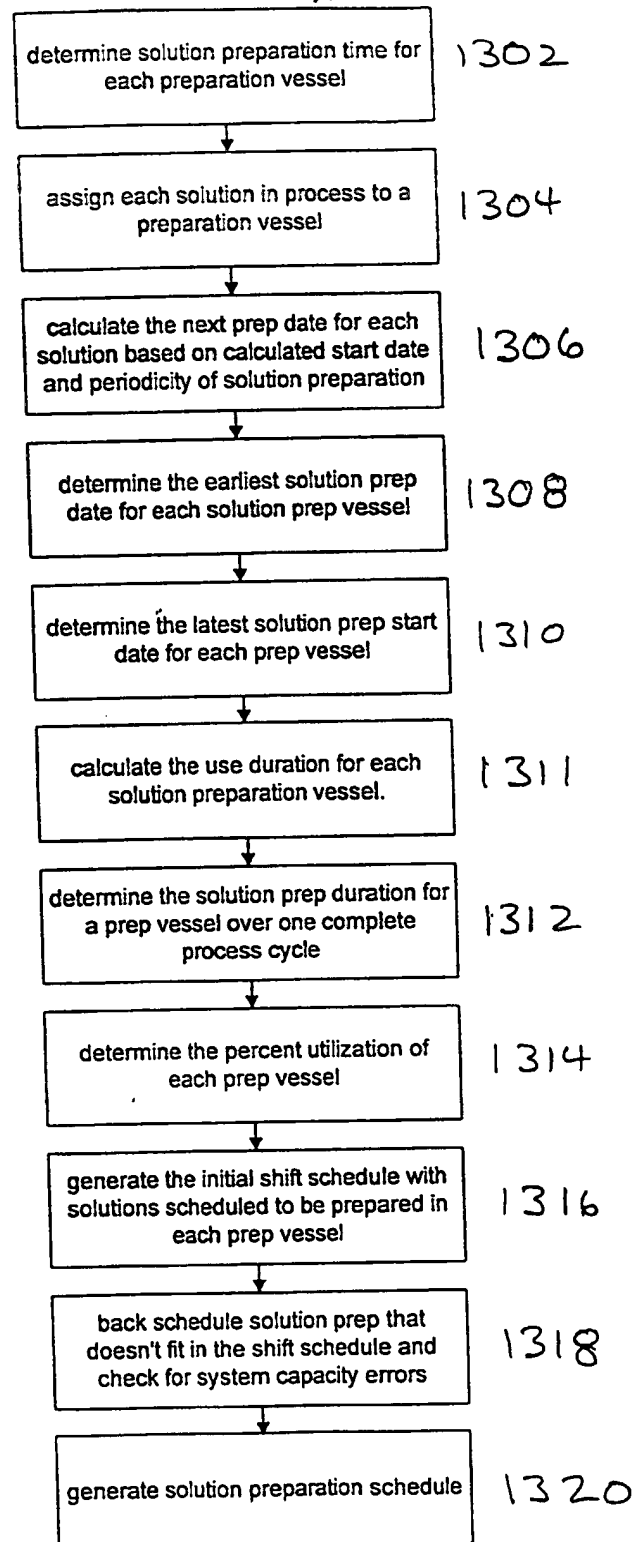 determine solution preparation time for
each preparation vessel
1302
assign each solution in process to a
preparation vessel
1304
calculate the next prep date for each
solution based on calculated start date
and periodicity of solution preparation
1306
determine the earliest solution prep
date for each solution prep vessel
1308
determine the latest solution prep start
date for each prep vessel
1310
calculate the use duration for each
solution preparation vessel.
1311
determine the solution prep duration for
a prep vessel over one complete
process cycle
1312
determine the percent utilization of
each prep vessel
1314
generate the initial shift schedule with
solutions scheduled to be prepared in
each prep vessel
1316
back schedule solution prep that
doesn't fit in the shift schedule and
check for system capacity errors
1318
generate solution preparation schedule
1320